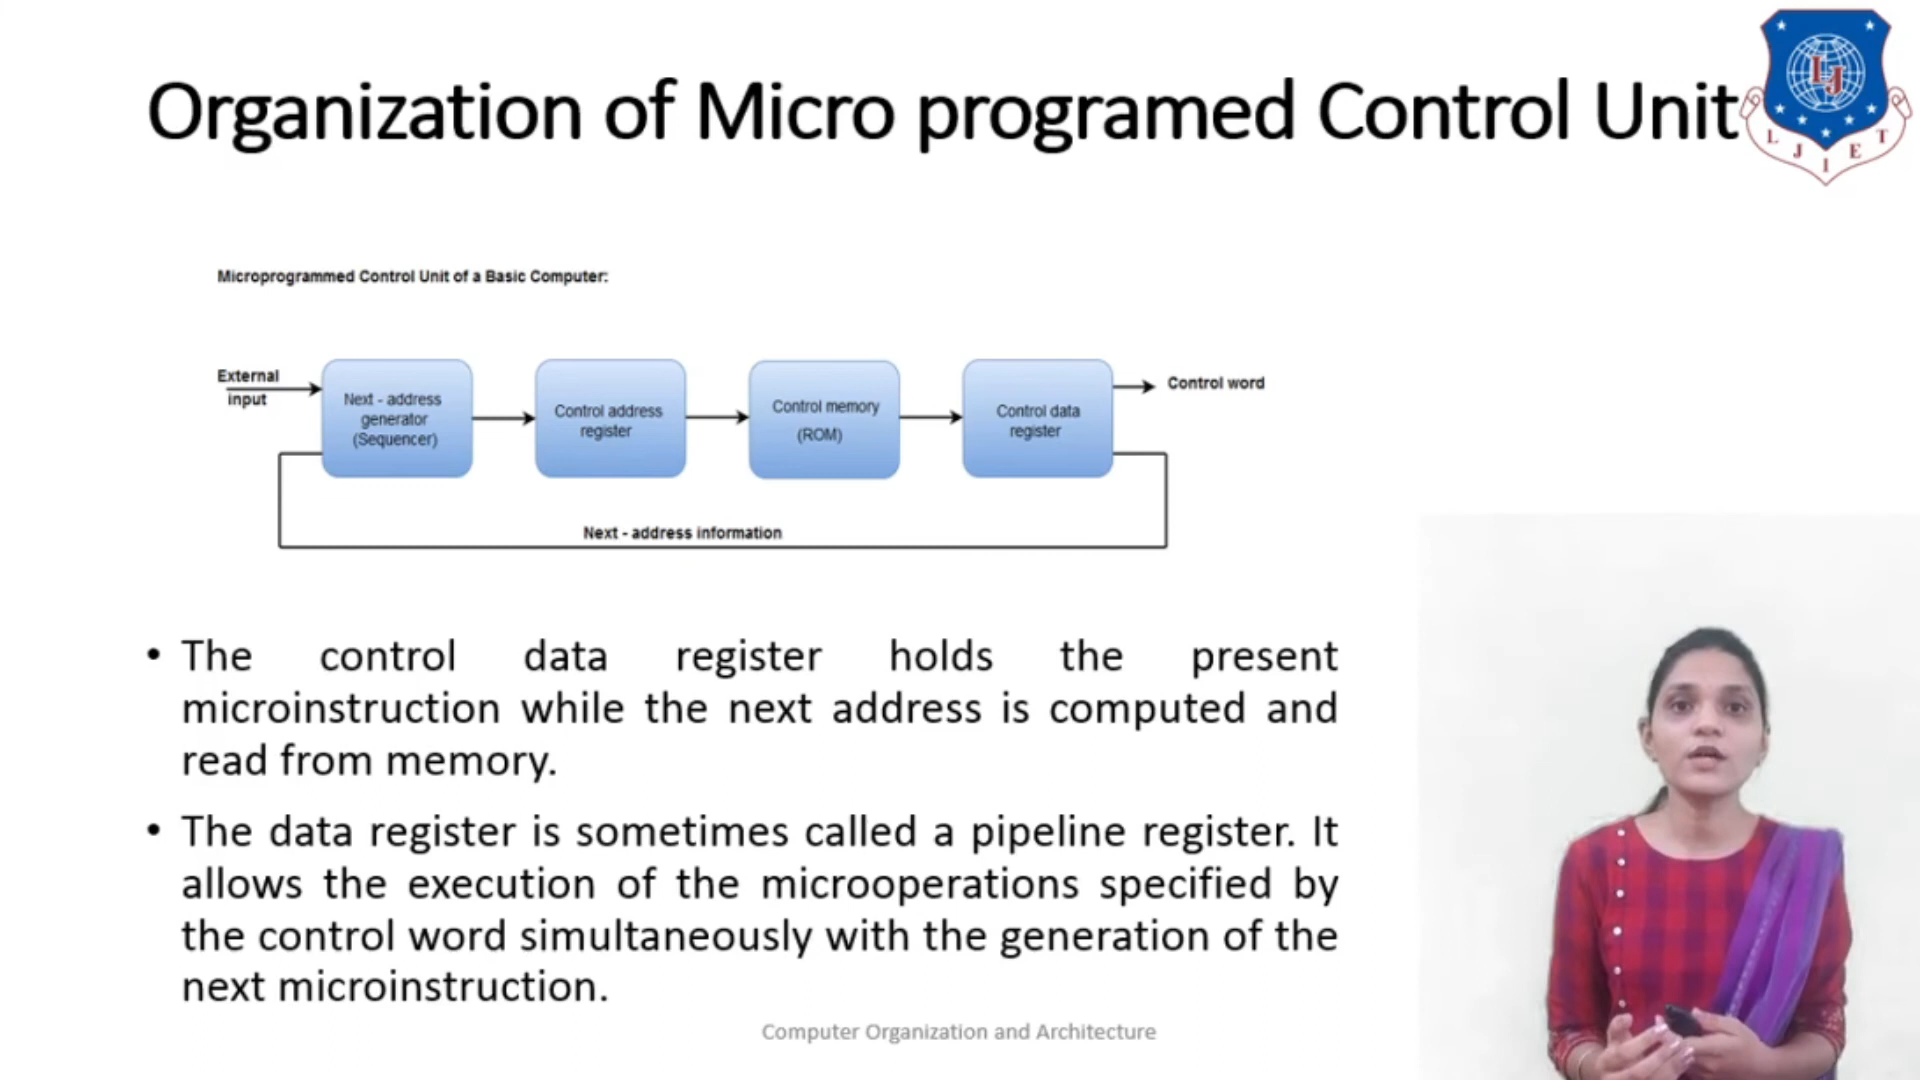 Organization of Micro programed Control Unit
LJ
L J I E T
Microprogrammed Control Unit of a Basic Computer:
External
input
Next - address
generator
(Sequencer)
Control address
register
Control memory
(ROM)
Control data
register
Control word
Next - address information
• The control data register holds the present
microinstruction while the next address is computed and
read from memory.
• The data register is sometimes called a pipeline register. It
allows the execution of the microoperations specified by
the control word simultaneously with the generation of the
next microinstruction.
Computer Organization and Architecture